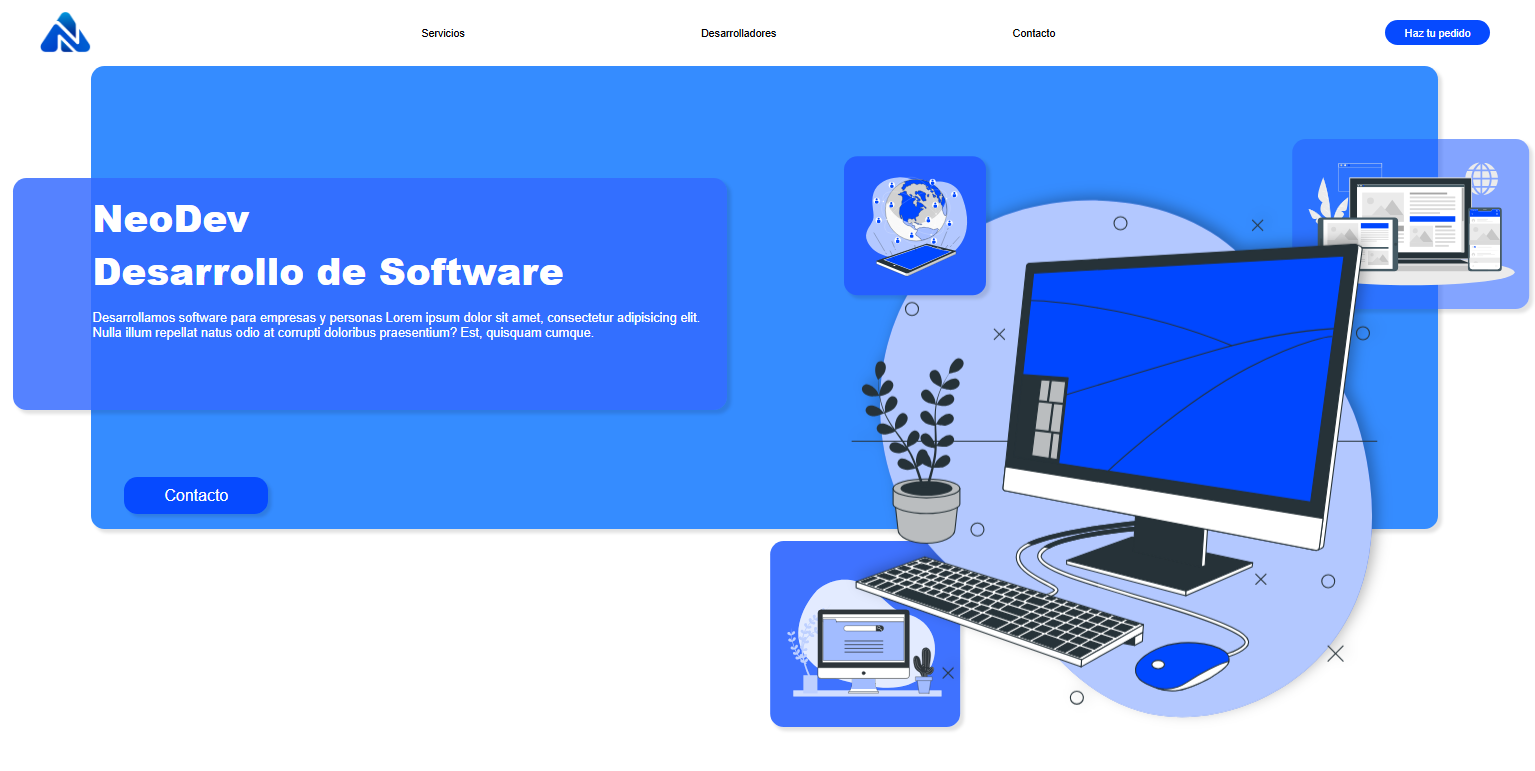 Servicios
Desarrolladores
Contacto
Haz tu pedido
NeoDev
Desarrollo de Software
Desarrollamos software para empresas y personas Lorem ipsum dolor sit amet, consectetur adipisicing elit.
Nulla illum repellat natus odio at corrupti doloribus praesentium? Est, quisquam cumque.
Contacto